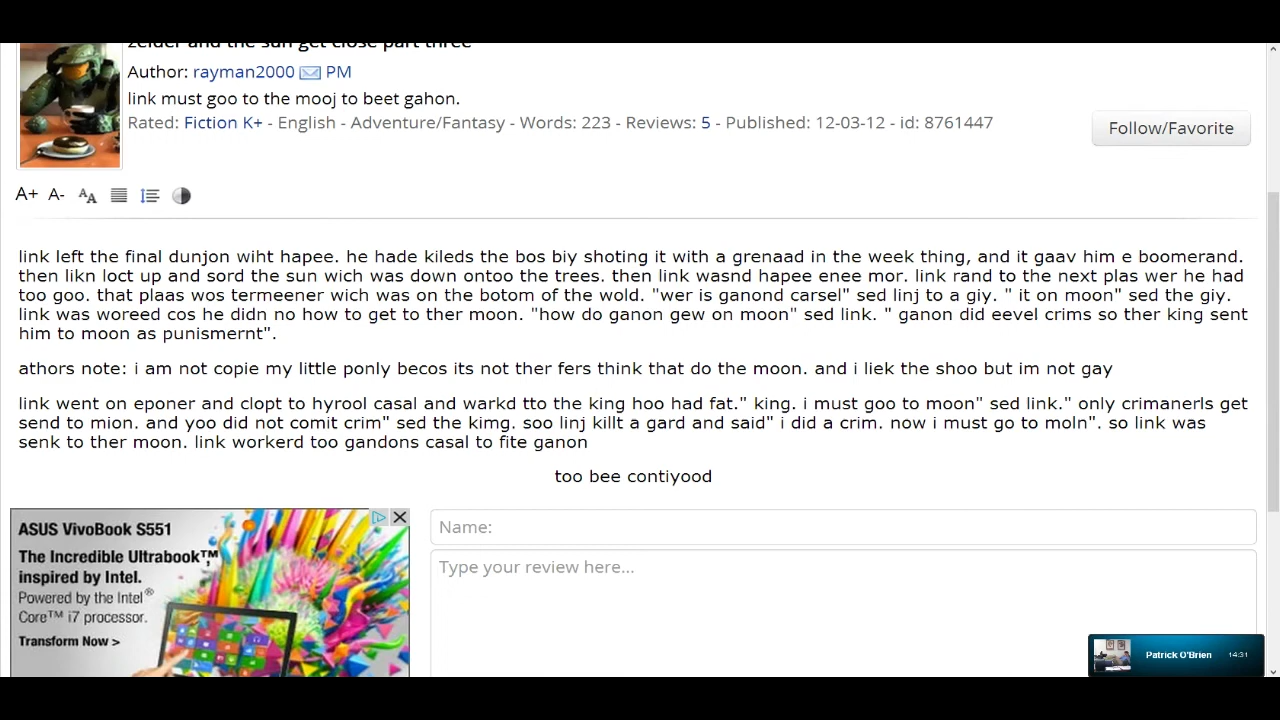 zelder and the sun get close part three
Author: rayman2000 PM
link must goo to the mooj to beet gahon.
Rated: Fiction K+ - English - Adventure/Fantasy - Words: 223 - Reviews: 5 - Published: 12-03-12 - id: 8761447
Follow/Favorite
A+ A- AA
link left the final dunjon wiht hapee. he hade kileds the bos biy shoting it with a grenaad in the week thing, and it gaav him e boomerand.
then likn loct up and sord the sun wich was down ontoo the trees. then link wasnd hapee enee mor. link rand to the next plas wer he had
too goo. that plaas wos termeener wich was on the botom of the wold. "wer is ganond carsel" sed linj to a giy. " it on moon" sed the giy.
link was woreed cos he didn no how to get to ther moon. "how do ganon gew on moon" sed link. " ganon did eevel crims so ther king sent
him to moon as punismernt".
athors note: i am not copie my little ponly becos its not ther fers think that do the moon. and i liek the shoo but im not gay
link went on eponer and clopt to hyrool casal and warkd tto the king hoo had fat." king. i must goo to moon" sed link." only crimanerls get
send to mion. and yoo did not comit crim" sed the kimg. soo linj killt a gard and said" i did a crim. now i must go to moln". so link was
senk to ther moon. link workerd too gandons casal to fite ganon
too bee contiyood
ASUS VivoBook S551
The Incredible Ultrabook™,
inspired by Intel.
Powered by the Intel®
Core™ i7 processor.
Transform Now >
Name:
Type your review here...
Patrick O'Brien 14:31